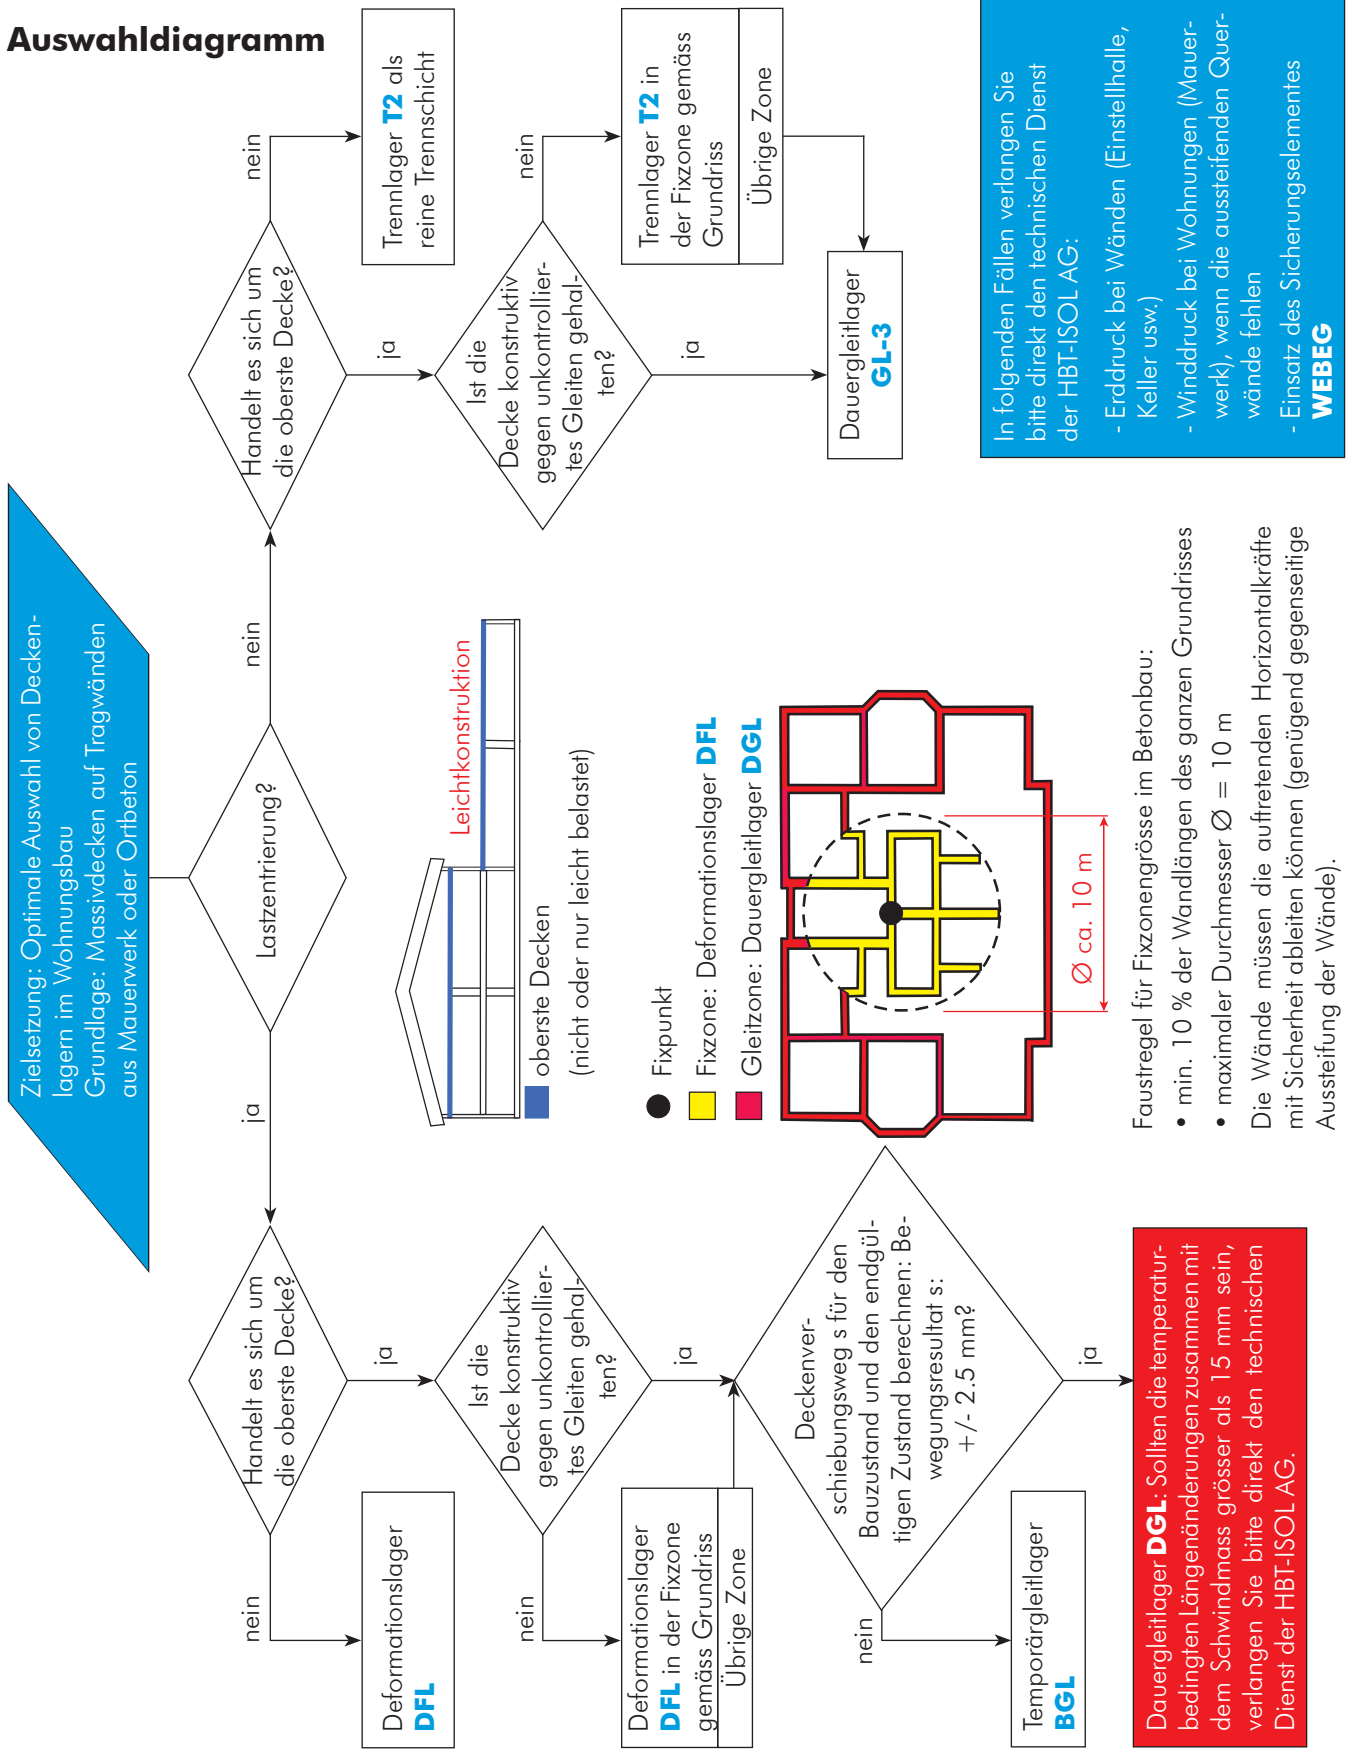 Auswahldiagramm
Zielsetzung: Optimale Auswahl von Decken-
lagern im Wohnungsbau
Grundlage: Massivdecken auf Tragwänden
aus Mauerwerk oder Ortbeton
Lastzentrierung?
ja
nein
Handelt es sich um
die oberste Decke?
nein
ja
Deformationslager
DFL
Ist die
Decke konstruktiv
gegen unkontrollier-
tes Gleiten gehal-
ten?
nein
ja
Deformationslager
DFL in der Fixzone
gemäss Grundriss
Übrige Zone
Deckenver-
schiebungsweg s für den
Bauzustand und den endgül-
tigen Zustand berechnen: Be-
wegungsresultat s:
+/- 2.5 mm?
nein
ja
Temporärgleitlager
BGL
Dauergleitlager DGL: Sollten die temperatur-
bedingten Längenänderungen zusammen mit
dem Schwindmass grösser als 15 mm sein,
verlangen Sie bitte direkt den technischen
Dienst der HBT-ISOL AG.
Leichtkonstruktion
oberste Decken
(nicht oder nur leicht belastet)
Fixpunkt
Fixzone: Deformationslager DFL
Gleitzone: Dauergleitlager DGL
Ø ca. 10 m
Faustregel für Fixzonengrösse im Betonbau:
• min. 10 % der Wandlängen des ganzen Grundrisses
• maximaler Durchmesser Ø = 10 m
Die Wände müssen die auftretenden Horizontalkräfte
mit Sicherheit ableiten können (genügend gegenseitige
Aussteifung der Wände).
Handelt es sich um
die oberste Decke?
nein
ja
Trennlager T2 als
reine Trennschicht
Ist die
Decke konstruktiv
gegen unkontrollier-
tes Gleiten gehal-
ten?
nein
ja
Trennlager T2 in
der Fixzone gemäss
Grundriss
Übrige Zone
Dauergleitlager
GL-3
In folgenden Fällen verlangen Sie
bitte direkt den technischen Dienst
der HBT-ISOL AG:
- Erddruck bei Wänden (Einstellhalle,
Keller usw.)
- Winddruck bei Wohnungen (Mauer-
werk), wenn die aussteifenden Quer-
wände fehlen
- Einsatz des Sicherungselementes
WEBEG